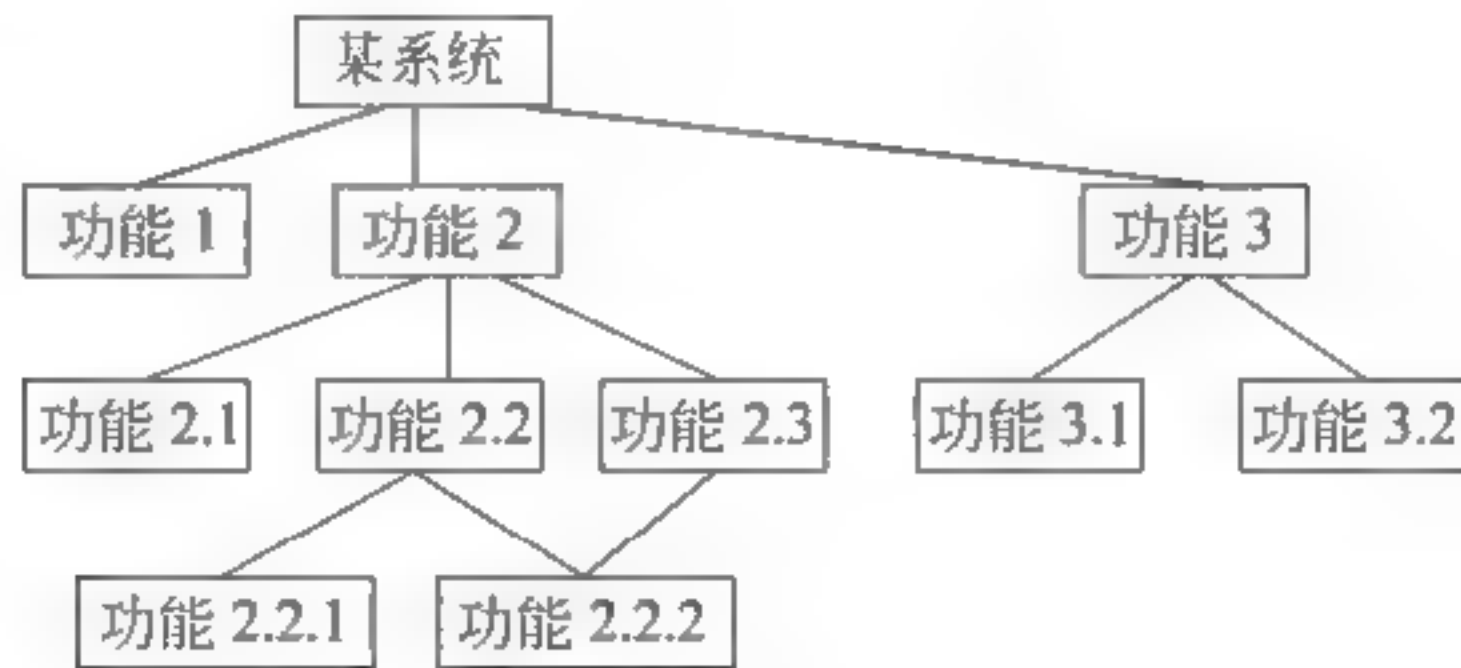 某系统
功能 1
功能 2
功能 3
功能 2.1
功能 2.2
功能 2.3
功能 3.1
功能 3.2
功能 2.2.1
功能 2.2.2